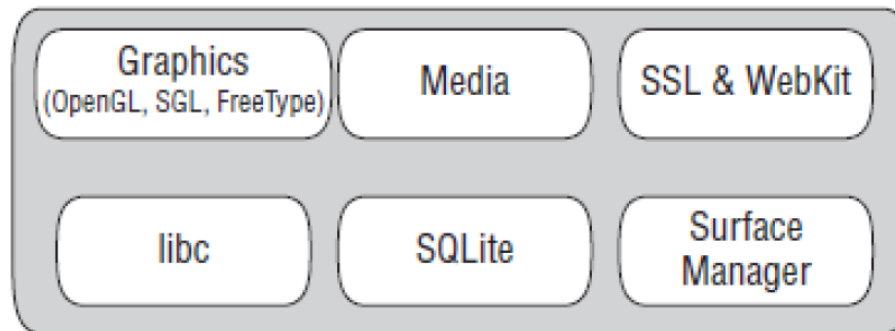 Graphics
(OpenGL, SGL, FreeType)
Media
SSL & WebKit
libc
SQLite
Surface
Manager